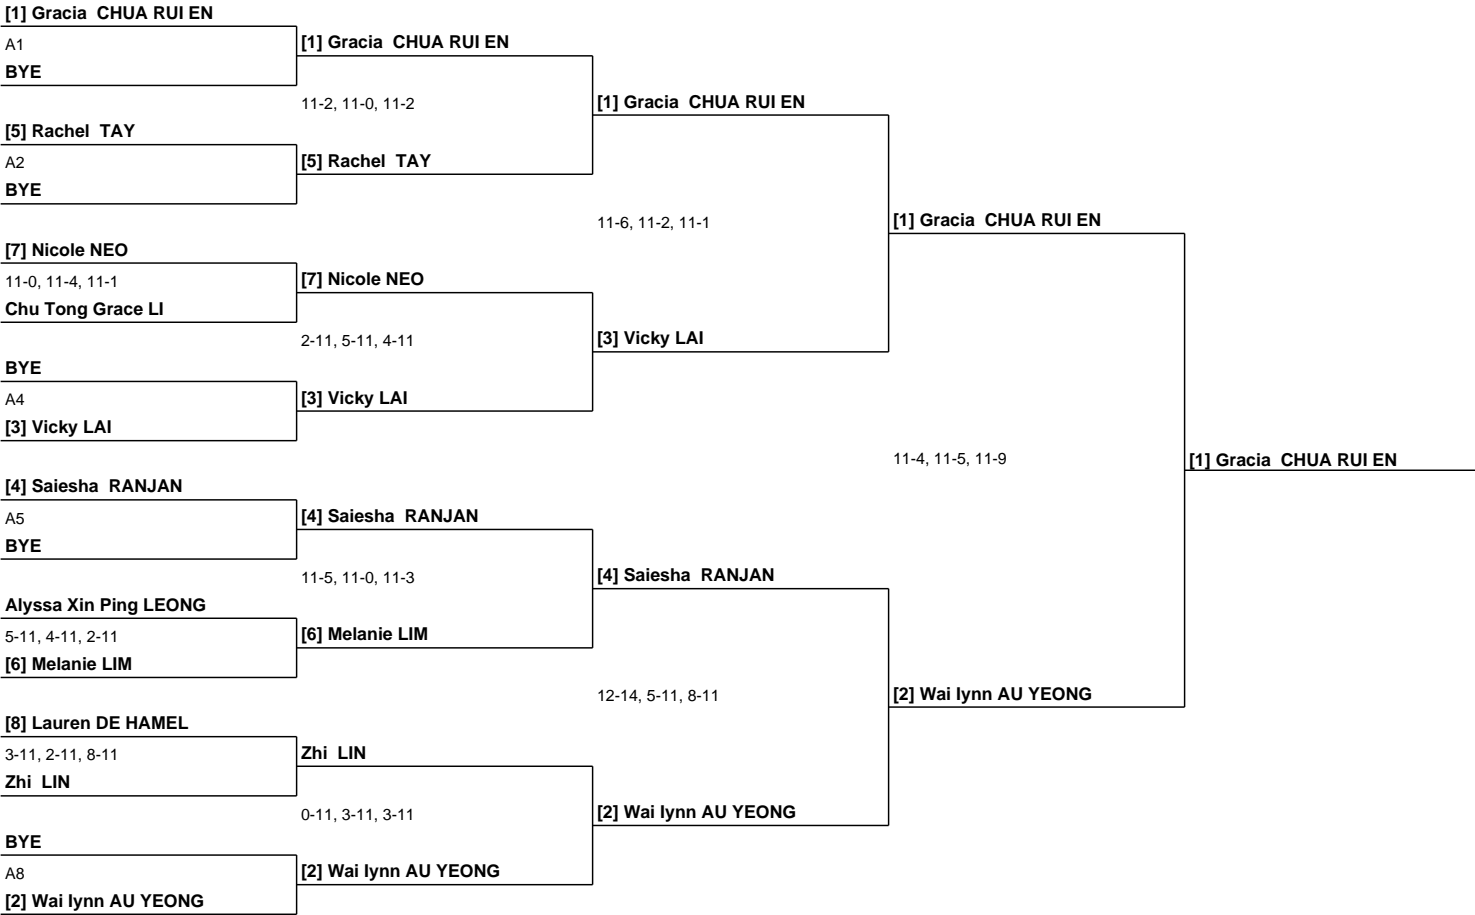 [1] Gracia CHUA RUI EN
A1
BYE
[5] Rachel TAY
A2
BYE
[7] Nicole NEO
11-0, 11-4, 11-1
Chu Tong Grace LI
BYE
A4
[3] Vicky LAI
[4] Saiesha RANJAN
A5
BYE
Alyssa Xin Ping LEONG
5-11, 4-11, 2-11
[6] Melanie LIM
[8] Lauren DE HAMEL
3-11, 2-11, 8-11
Zhi LIN
BYE
A8
[2] Wai lynn AU YEONG
[1] Gracia CHUA RUI EN
11-2, 11-0, 11-2
[5] Rachel TAY
[7] Nicole NEO
2-11, 5-11, 4-11
[3] Vicky LAI
[4] Saiesha RANJAN
11-5, 11-0, 11-3
[6] Melanie LIM
Zhi LIN
0-11, 3-11, 3-11
[2] Wai lynn AU YEONG
[1] Gracia CHUA RUI EN
11-6, 11-2, 11-1
[3] Vicky LAI
[4] Saiesha RANJAN
12-14, 5-11, 8-11
[2] Wai lynn AU YEONG
[1] Gracia CHUA RUI EN
11-4, 11-5, 11-9
[2] Wai lynn AU YEONG
[1] Gracia CHUA RUI EN